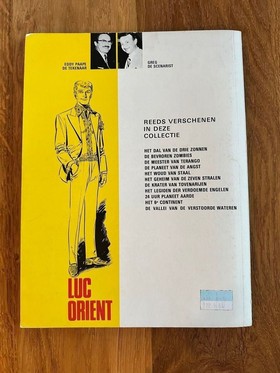 EDDY PAAPE
DE TEKENAAR
GREG
DE SCENARIST
REEDS VERSCHENEN
IN DEZE
COLLECTIE
HET DAL VAN DE DRIE ZONNEN
DE BEVROREN ZOMBIES
DE MEESTER VAN TERANGO
DE PLANEET VAN DE ANGST
HET WOUD VAN STAAL
HET GEHEIM VAN DE ZEVEN STRALEN
DE KRATER VAN TOVENARIJEN
HET LEGIOEN DER VERDOEMDE ENGELEN
24 UUR PLANEET AARDE
HET 6e CONTINENT
DE VALLEI VAN DE VERSTOORDE WATEREN
LUC
ORIENT